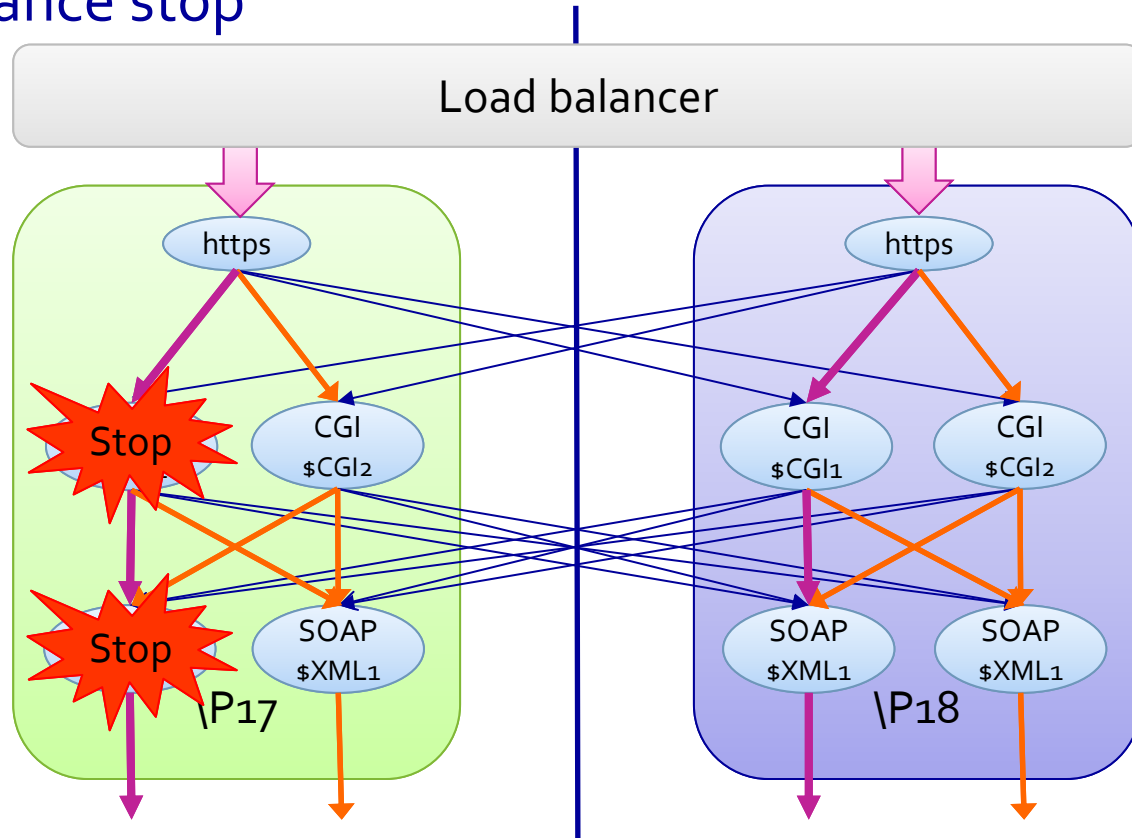 ance stop
Load balancer
https
https
Stop
CGI
$CGI2
CGI
$CGI1
CGI
$CGI2
Stop
SOAP
$XML1
SOAP
$XML1
SOAP
$XML1
\P17
\P18